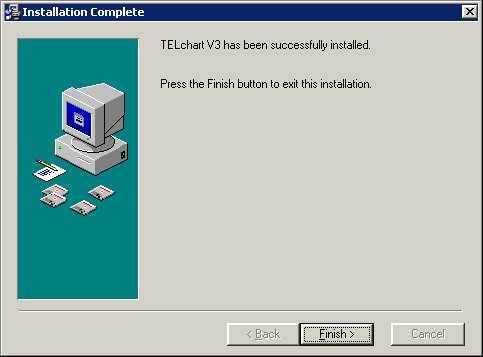 Installation Complete
TELchart V3 has been successfully installed.
Press the Finish button to exit this installation.
< Back
Finish >
Cancel